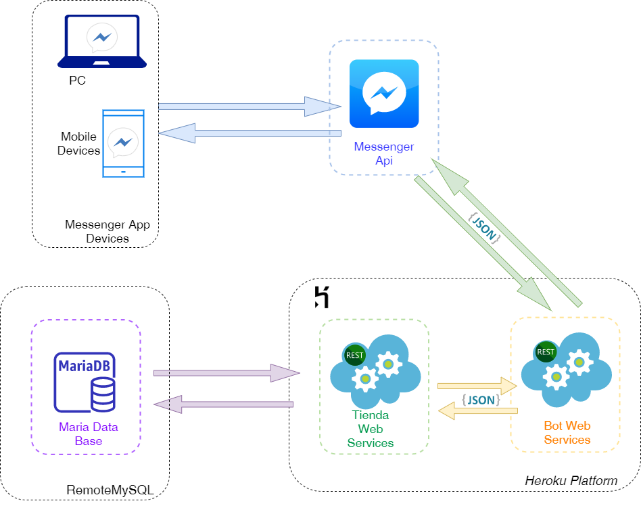 PC
Mobile
Devices
Messenger App
Devices
Messenger
Api
{JSON}
MariaDB
Maria Data
Base
RemoteMySQL
REST
Tienda
Web
Services
{JSON}
REST
Bot Web
Services
Heroku Platform